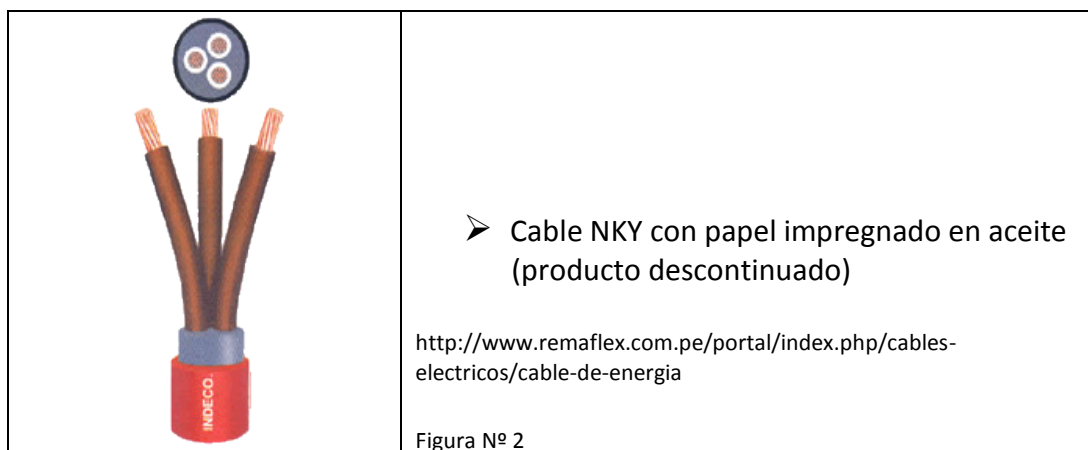 INDECO.
➢ Cable NKY con papel impregnado en aceite
(producto descontinuado)
http://www.remaflex.com.pe/portal/index.php/cables-
electricos/cable-de-energia
Figura Nº 2